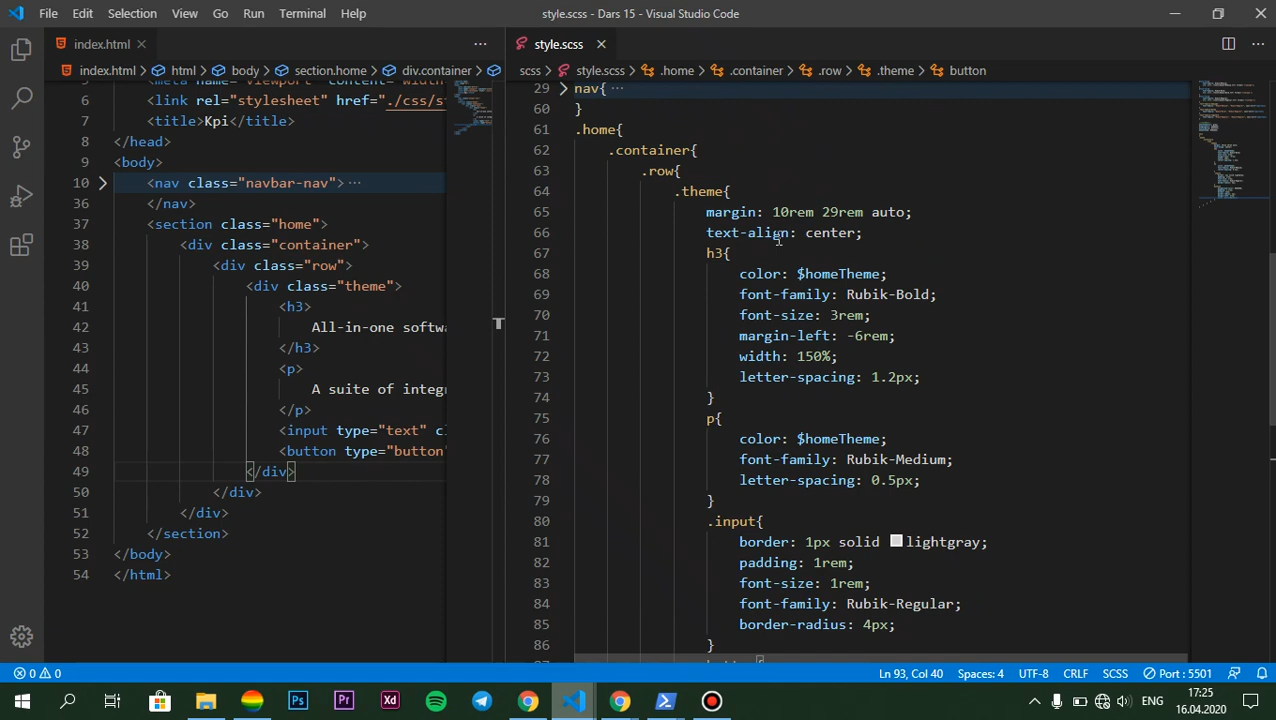 File Edit Selection View Go Run Terminal Help
style.scss - Dars 15 - Visual Studio Code
index.html
style.scss
index.html > html > body > section.home > div.container >
scss > style.scss > .home > .container > .row > .theme > button
6 <link rel="stylesheet" href="./css/st
7 <title>Kpi</title>
8 </head>
9 <body>
10 <nav class="navbar-nav">
36 </nav>
37 <section class="home">
38 <div class="container">
39 <div class="row">
40 <div class="theme">
41 <h3>
42 All-in-one softwa
43 </h3>
44 <p>
45 A suite of integr
46 </p>
47 <input type="text" cl
48 <button type="button"
49 </div>
50 </div>
51 </div>
52 </section>
53 </body>
54 </html>
29 nav{
60 }
61 .home{
62 .container{
63 .row{
64 .theme{
65 margin: 10rem 29rem auto;
66 text-align: center;
67 h3{
68 color: $homeTheme;
69 font-family: Rubik-Bold;
70 font-size: 3rem;
71 margin-left: -6rem;
72 width: 150%;
73 letter-spacing: 1.2px;
74 }
75 p{
76 color: $homeTheme;
77 font-family: Rubik-Medium;
78 letter-spacing: 0.5px;
79 }
80 .input{
81 border: 1px solid lightgray;
82 padding: 1rem;
83 font-size: 1rem;
84 font-family: Rubik-Regular;
85 border-radius: 4px;
86 }
0 0
Ln 93, Col 40 Spaces: 4 UTF-8 CRLF SCSS Port : 5501
Ps Pr Xd
ENG
17:25
16.04.2020